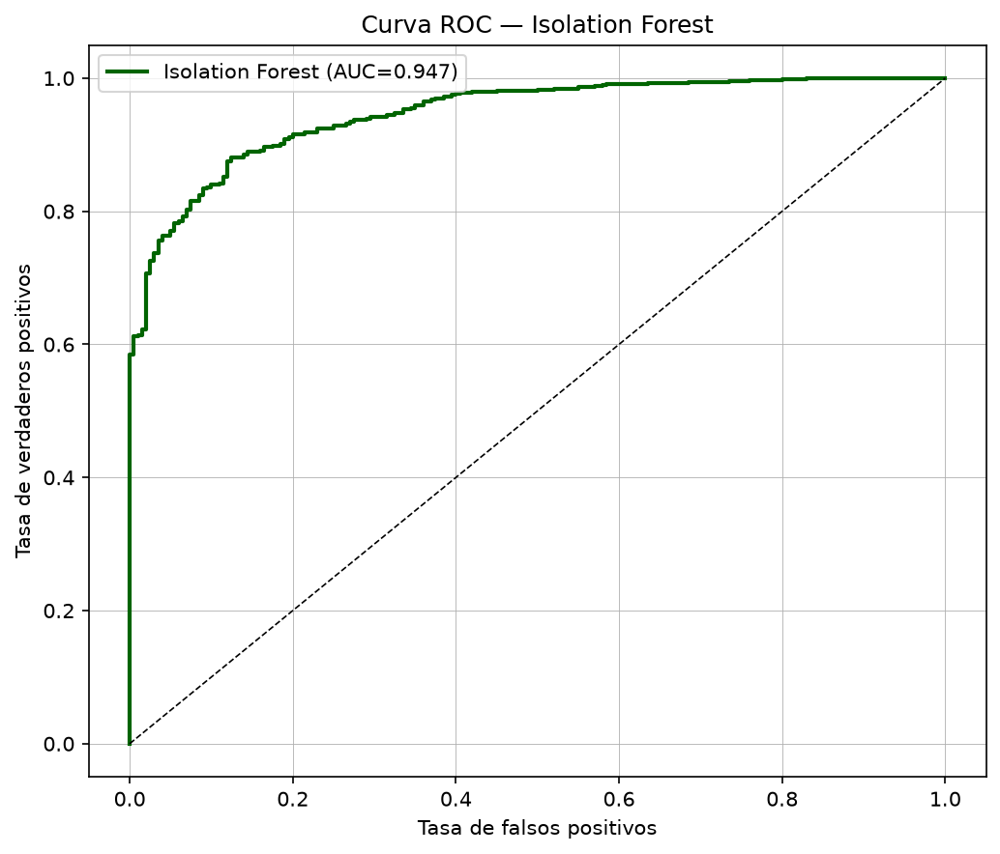 Curva ROC — Isolation Forest
Isolation Forest (AUC=0.947)
1.0
0.8
0.6
0.4
0.2
0.0
Tasa de verdaderos positivos
0.0 0.2 0.4 0.6 0.8 1.0
Tasa de falsos positivos